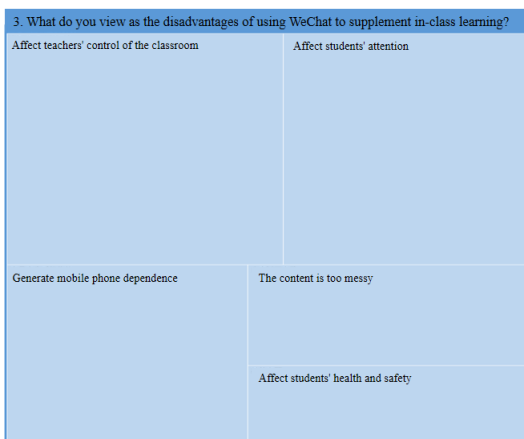 3. What do you view as the disadvantages of using WeChat to supplement in-class learning?
Affect teachers' control of the classroom
Affect students' attention
Generate mobile phone dependence
The content is too messy
Affect students' health and safety